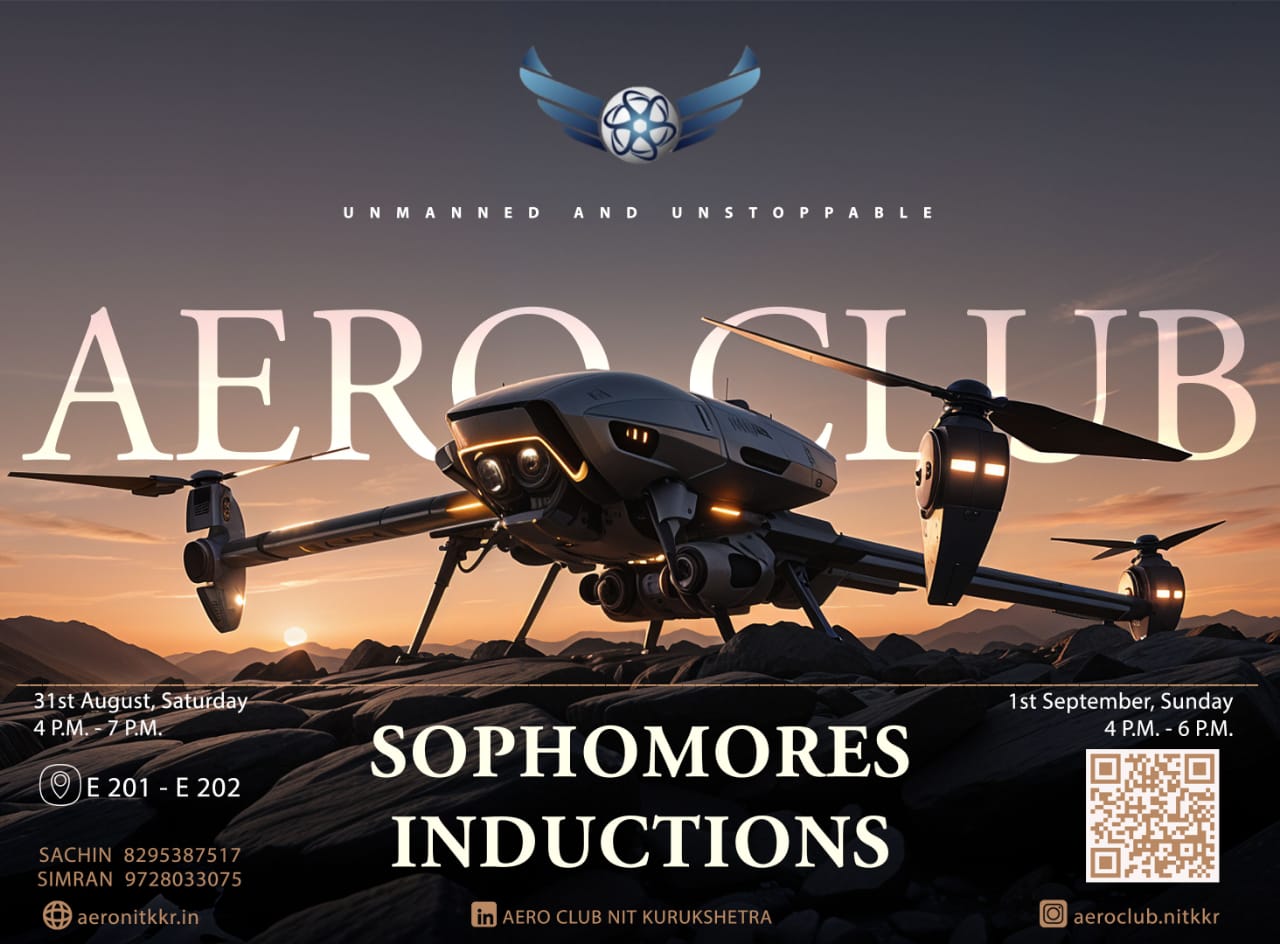 UNMANNED AND UNSTOPPABLE
AERO CLUB
31st August, Saturday
4 P.M. - 7 P.M.
E 201 - E 202
SACHIN 8295387517
SIMRAN 9728033075
SOPHOMORES
INDUCTIONS
1st September, Sunday
4 P.M. - 6 P.M.
aeronitkkr.in
AERO CLUB NIT KURUKSHETRA
aeroclub.nitkkr